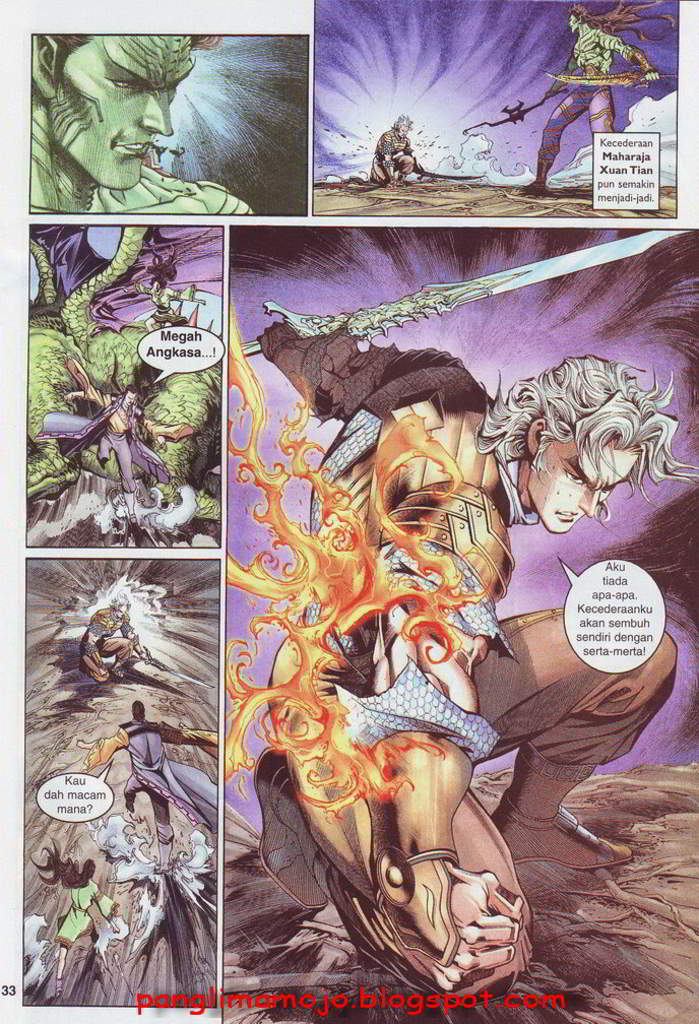 Kecederaan
Maharaja
Xuan Tian
pun semakin
menjadi-jadi.
Megah
Angkasa...!
Aku
tiada
apa-apa.
Kecederaanku
akan sembuh
sendiri dengan
serta-merta!
Kau
dah macam
mana?
33
panglimamojo.blogspot.com